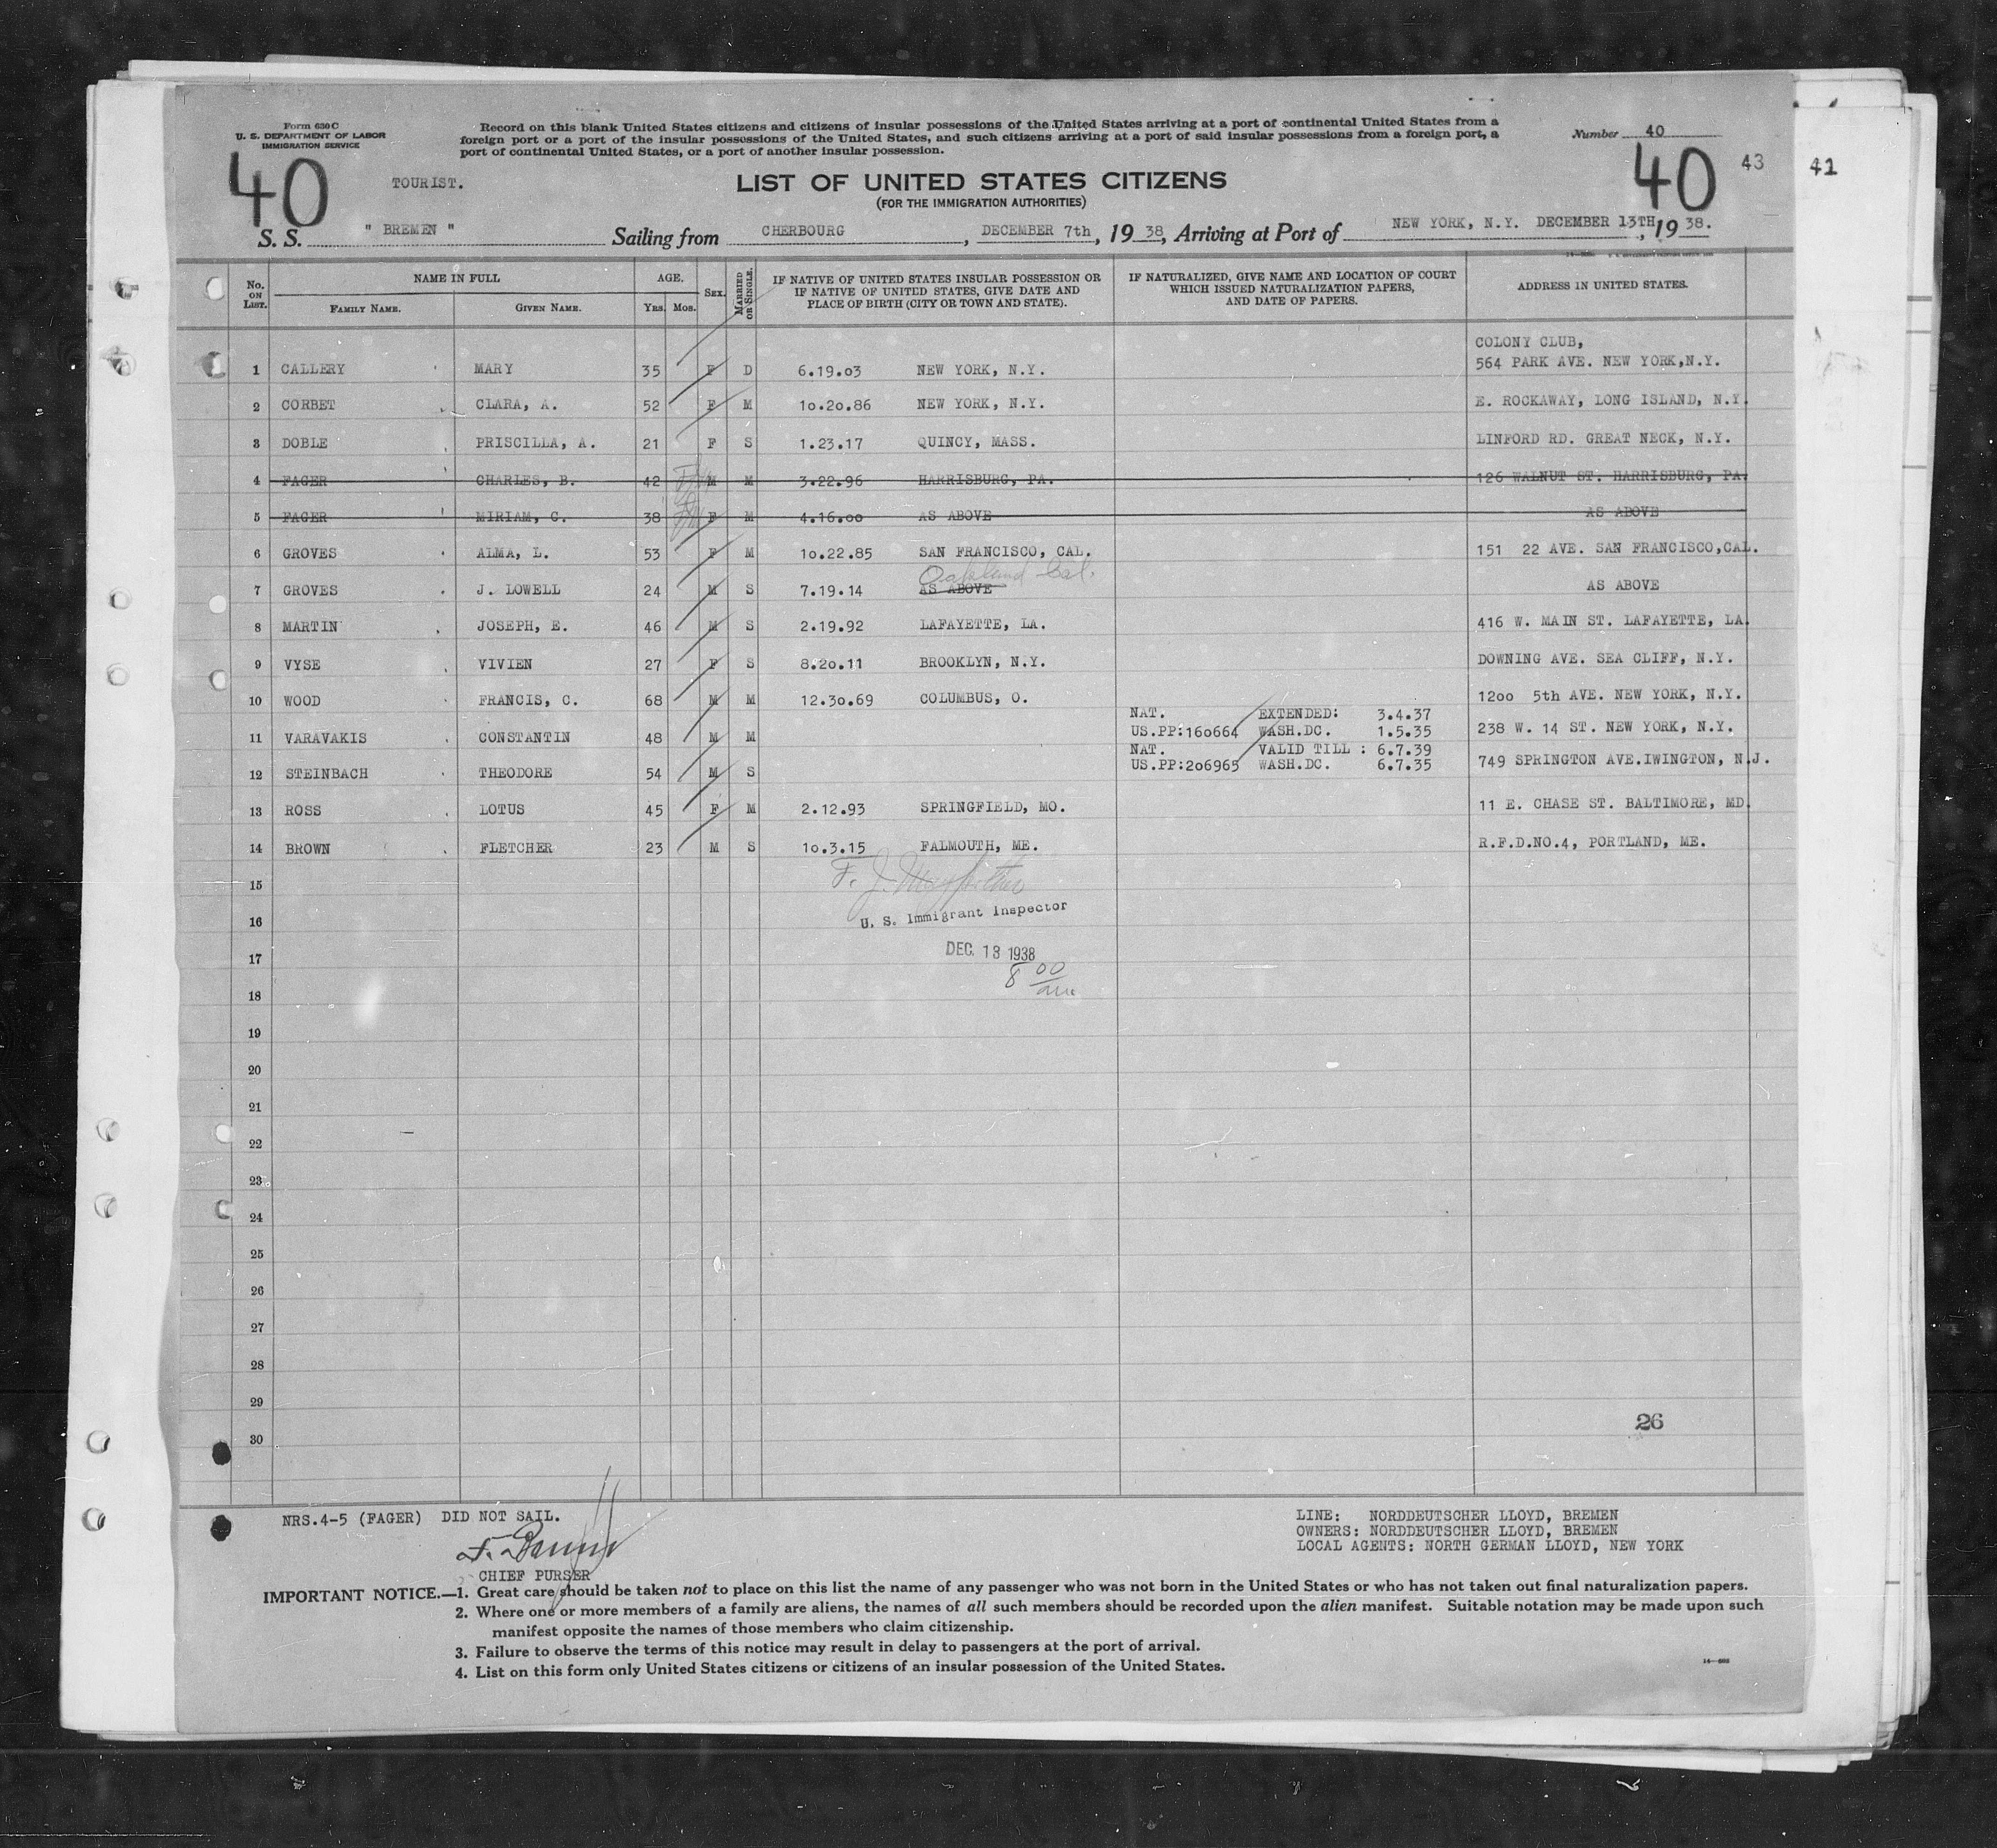 Form 630 C
U. S. DEPARTMENT OF LABOR
IMMIGRATION SERVICE
Record on this blank United States citizens and citizens of insular possessions of the United States arriving at a port of continental United States from a
foreign port or a port of the insular possessions of the United States, and such citizens arriving at a port of said insular possessions from a foreign port, a
port of continental United States, or a port of another insular possession.
Number 40
40 TOURIST. LIST OF UNITED STATES CITIZENS 40 43 41
(FOR THE IMMIGRATION AUTHORITIES)
S. S. " BREMEN " Sailing from CHERBOURG, DECEMBER 7th, 1938, Arriving at Port of NEW YORK, N.Y. DECEMBER 13TH, 1938.
No. ON LIST. NAME IN FULL AGE. SEX. MARRIED OR SINGLE. IF NATIVE OF UNITED STATES INSULAR POSSESSION OR IF NATIVE OF UNITED STATES, GIVE DATE AND PLACE OF BIRTH (CITY OR TOWN AND STATE). IF NATURALIZED, GIVE NAME AND LOCATION OF COURT WHICH ISSUED NATURALIZATION PAPERS, AND DATE OF PAPERS. ADDRESS IN UNITED STATES.
FAMILY NAME. GIVEN NAME. YRS. MOS.
COLONY CLUB,
1 CALLERY MARY 35 F D 6.19.03 NEW YORK, N.Y. 564 PARK AVE. NEW YORK,N.Y.
2 CORBET CLARA, A. 52 F M 10.20.86 NEW YORK, N.Y. E. ROCKAWAY, LONG ISLAND, N.Y.
3 DOBLE PRISCILLA, A. 21 F S 1.23.17 QUINCY, MASS. LINFORD RD. GREAT NECK, N.Y.
4 FAGER CHARLES, B. 42 M M 3.22.96 HARRISBURG, PA. 126 WALNUT ST. HARRISBURG, PA.
5 FAGER MIRIAM, C. 38 F M 4.16.00 AS ABOVE AS ABOVE
6 GROVES ALMA, L. 53 F M 10.22.85 SAN FRANCISCO, CAL. 151 22 AVE. SAN FRANCISCO,CAL.
Oakland Cal.
7 GROVES J. LOWELL 24 M S 7.19.14 AS ABOVE AS ABOVE
8 MARTIN JOSEPH, E. 46 M S 2.19.92 LAFAYETTE, LA. 416 W. MAIN ST. LAFAYETTE, LA.
9 VYSE VIVIEN 27 F S 8.20.11 BROOKLYN, N.Y. DOWNING AVE. SEA CLIFF, N.Y.
10 WOOD FRANCIS, C. 68 M M 12.30.69 COLUMBUS, O. 1200 5th AVE. NEW YORK, N.Y.
NAT. EXTENDED: 3.4.37
11 VARAVAKIS CONSTANTIN 48 M M US.PP:160664 WASH.DC. 1.5.35 238 W. 14 ST. NEW YORK, N.Y.
NAT. VALID TILL : 6.7.39
12 STEINBACH THEODORE 54 M S US.PP:206965 WASH.DC. 6.7.35 749 SPRINGTON AVE.IWINGTON, N.J.
13 ROSS LOTUS 45 F M 2.12.93 SPRINGFIELD, MO. 11 E. CHASE ST. BALTIMORE, MD.
14 BROWN FLETCHER 23 M S 10.3.15 FALMOUTH, ME. R.F.D.NO.4, PORTLAND, ME.
15 F. J.
16 U. S. Immigrant Inspector
17 DEC. 13 1938
8 00 am
18
19
20
21
22
23
24
25
26
27
28
29
26
30
NRS.4-5 (FAGER) DID NOT SAIL.
F.
CHIEF PURSER
LINE: NORDDEUTSCHER LLOYD, BREMEN
OWNERS: NORDDEUTSCHER LLOYD, BREMEN
LOCAL AGENTS: NORTH GERMAN LLOYD, NEW YORK
IMPORTANT NOTICE.—1. Great care should be taken not to place on this list the name of any passenger who was not born in the United States or who has not taken out final naturalization papers.
2. Where one or more members of a family are aliens, the names of all such members should be recorded upon the alien manifest. Suitable notation may be made upon such
manifest opposite the names of those members who claim citizenship.
3. Failure to observe the terms of this notice may result in delay to passengers at the port of arrival.
4. List on this form only United States citizens or citizens of an insular possession of the United States.